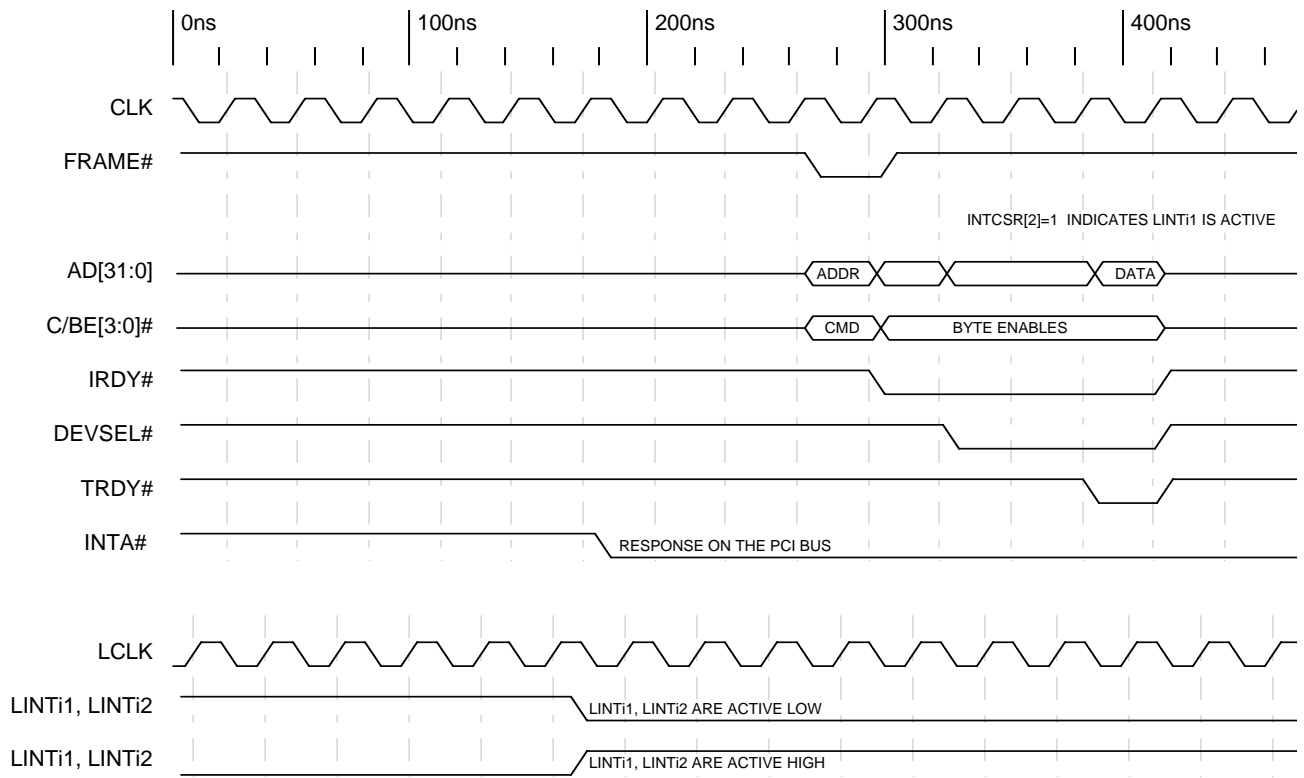 0ns 100ns 200ns 300ns 400ns
CLK
FRAME#
INTCSR[2]=1 INDICATES LINTi1 IS ACTIVE
AD[31:0] ADDR DATA
C/BE[3:0]# CMD BYTE ENABLES
IRDY#
DEVSEL#
TRDY#
INTA# RESPONSE ON THE PCI BUS
LCLK
LINTi1, LINTi2 LINTi1, LINTi2 ARE ACTIVE LOW
LINTi1, LINTi2 LINTi1, LINTi2 ARE ACTIVE HIGH